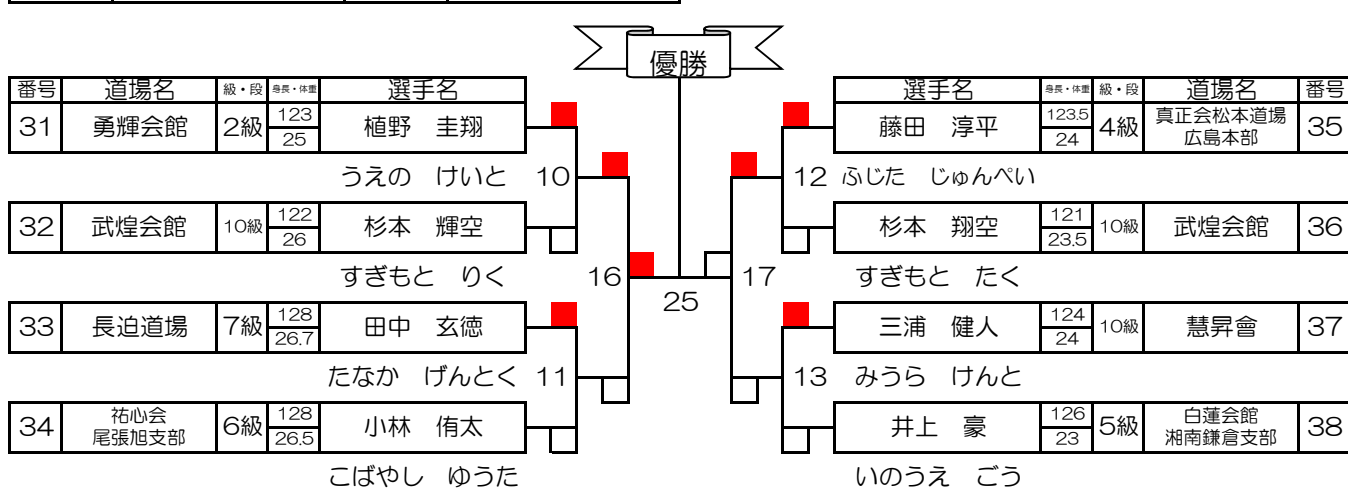 優勝
番号 道場名 級・段 身長・体重 選手名
31 勇輝会館 2級 123 25 植野 圭翔
うえの けいと
10
32 武煌会館 10級 122 26 杉本 輝空
すぎもと りく
16
33 長迫道場 7級 128 26.7 田中 玄徳
たなか げんとく
11
34 祐心会 尾張旭支部 6級 128 26.5 小林 侑太
こばやし ゆうた
25
選手名 身長・体重 級・段 道場名 番号
藤田 淳平 123.5 24 4級 真正会松本道場 広島本部 35
12
ふじた じゅんぺい
杉本 翔空 121 23.5 10級 武煌会館 36
すぎもと たく
17
三浦 健人 124 24 10級 慧昇會 37
13
みうら けんと
井上 豪 126 23 5級 白蓮会館 湘南鎌倉支部 38
いのうえ ごう